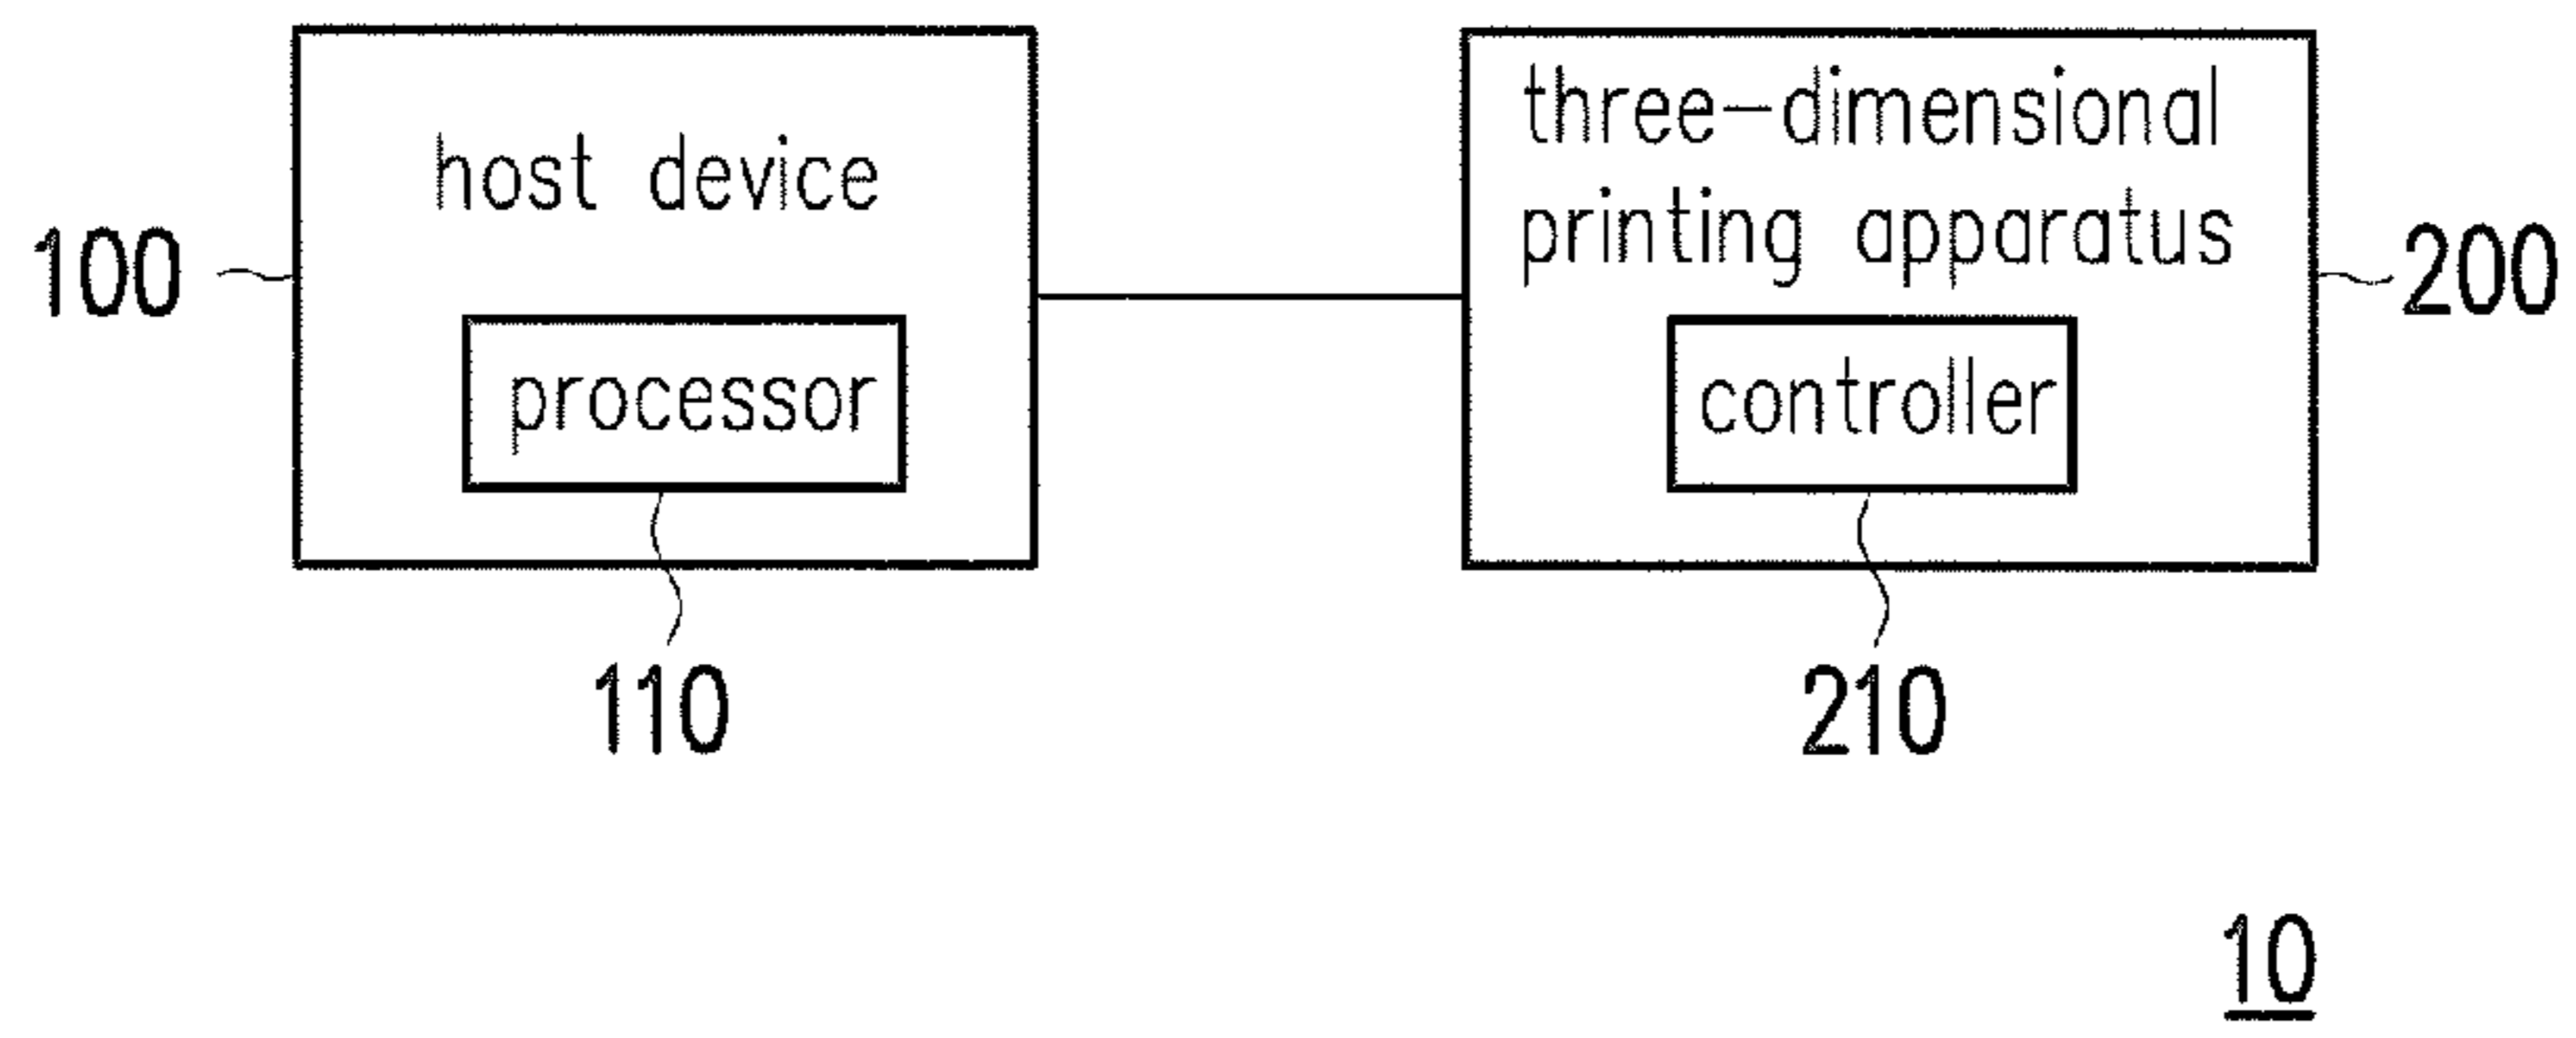 host device
three-dimensional
printing apparatus
100
200
processor
controller
110
210
10